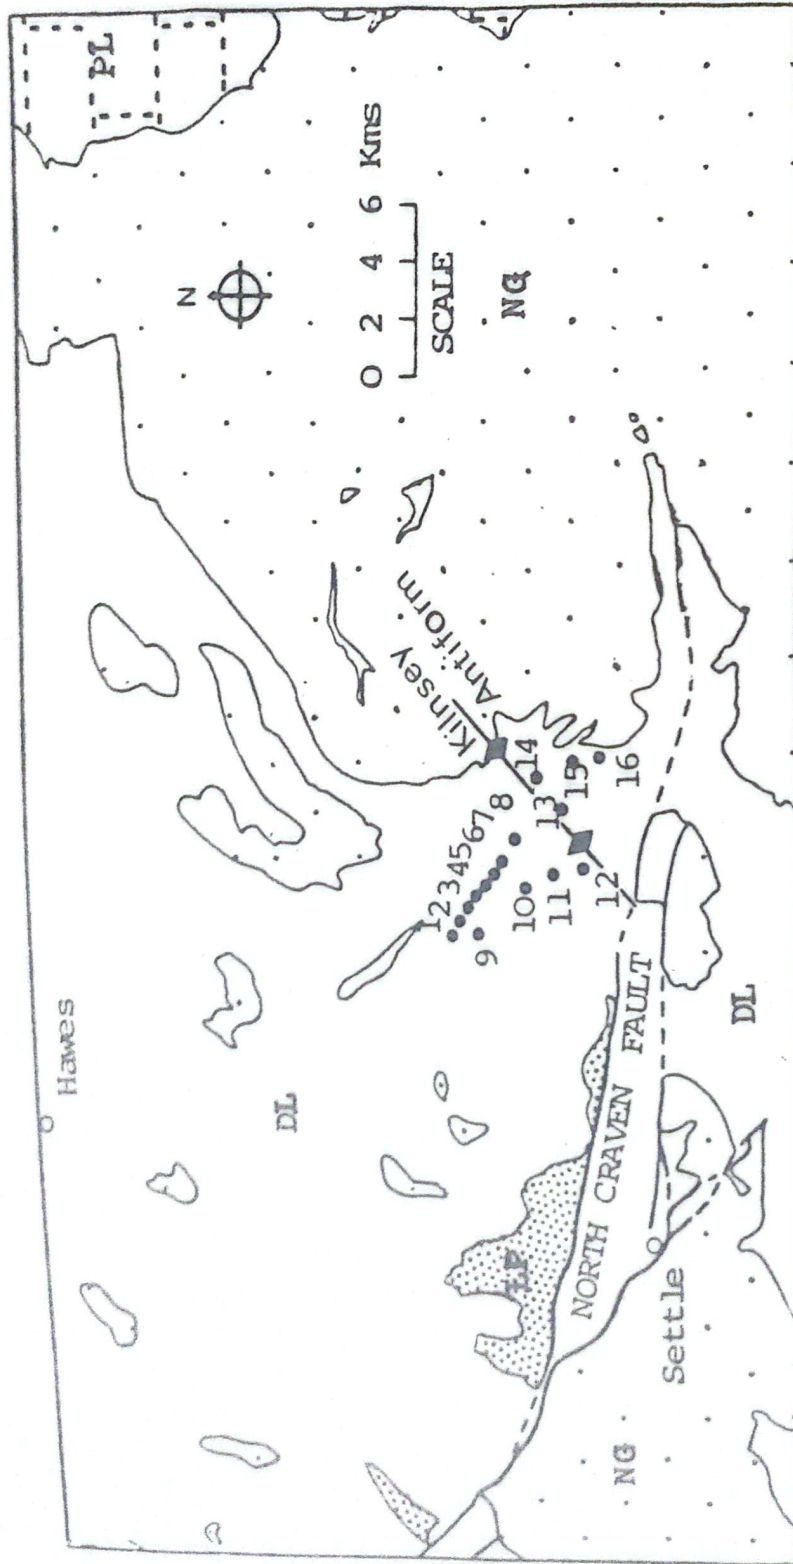 PL
Hawes
N
DL
0 2 4 6 Kms
SCALE
NG
Kilnsey
Antiform
1 2 3 4 5 6 7 8
9
10
11
12
13
14
15
16
LP
NORTH CRAVEN FAULT
DL
Settle
NG